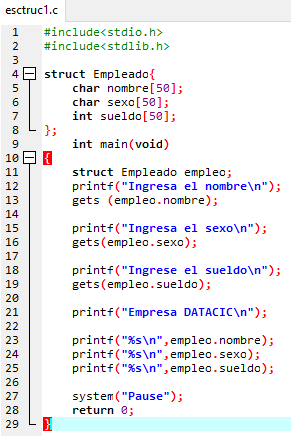 esctruc1.c
1 #include<stdio.h>
2 #include<stdlib.h>
3
4 struct Empleado{
5 char nombre[50];
6 char sexo[50];
7 int sueldo[50];
8 };
9 int main(void)
10 {
11 struct Empleado empleo;
12 printf("Ingresa el nombre\n");
13 gets (empleo.nombre);
14
15 printf("Ingresa el sexo\n");
16 gets(empleo.sexo);
17
18 printf("Ingrese el sueldo\n");
19 gets(empleo.sueldo);
20
21 printf("Empresa DATACIC\n");
22
23 printf("%s\n",empleo.nombre);
24 printf("%s\n",empleo.sexo);
25 printf("%s\n",empleo.sueldo);
26
27 system("Pause");
28 return 0;
29 }